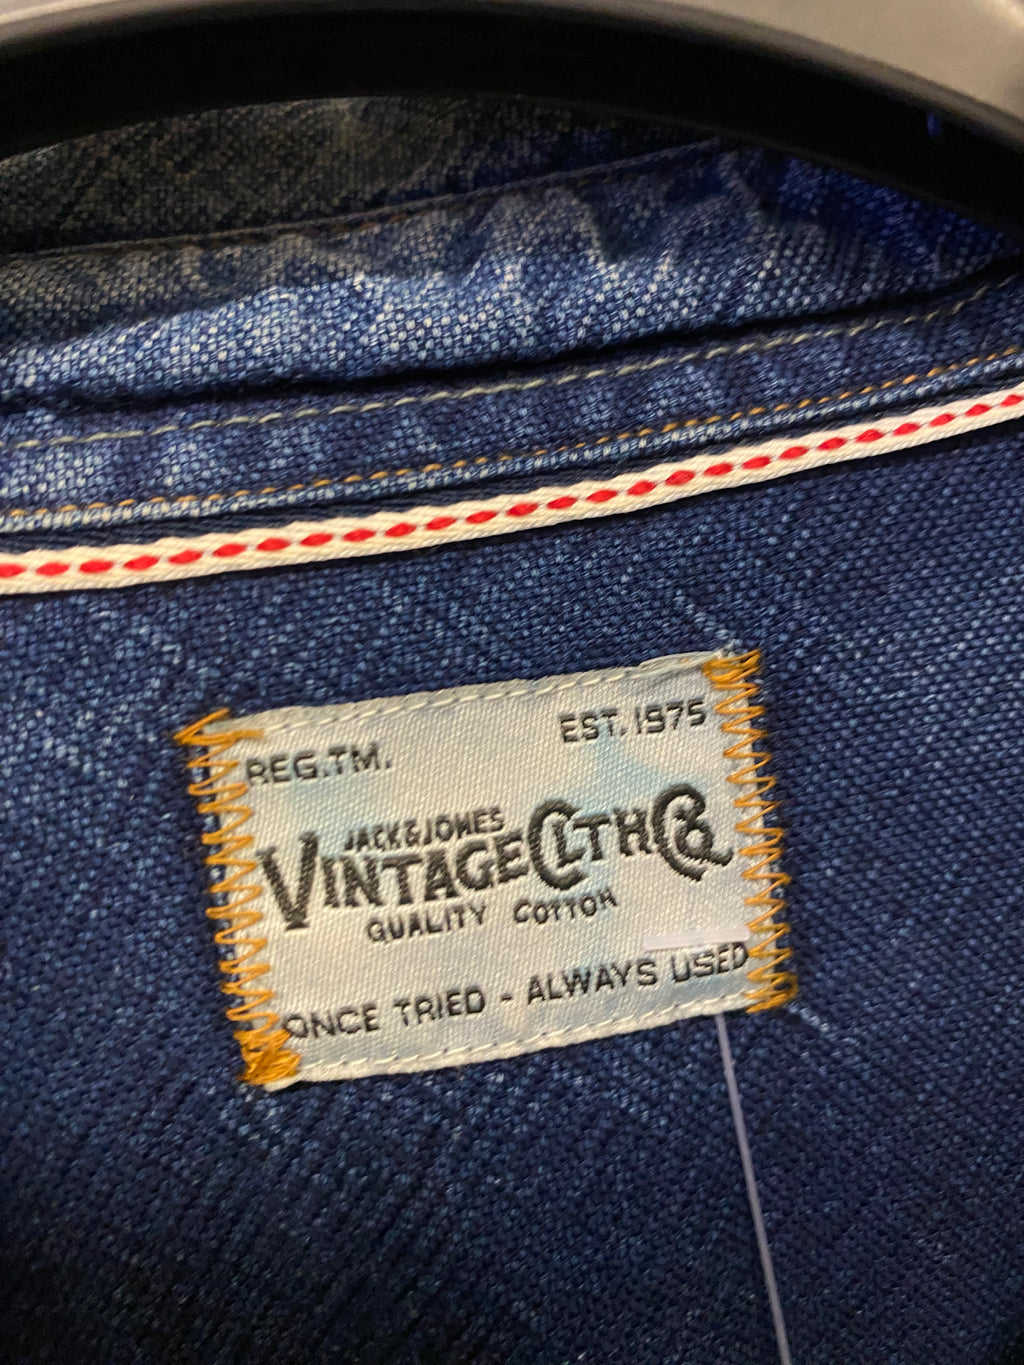 REG.TM. EST. 1975
JACK&JONES
VINTAGE CLTH CO
QUALITY COTTON
ONCE TRIED - ALWAYS USED